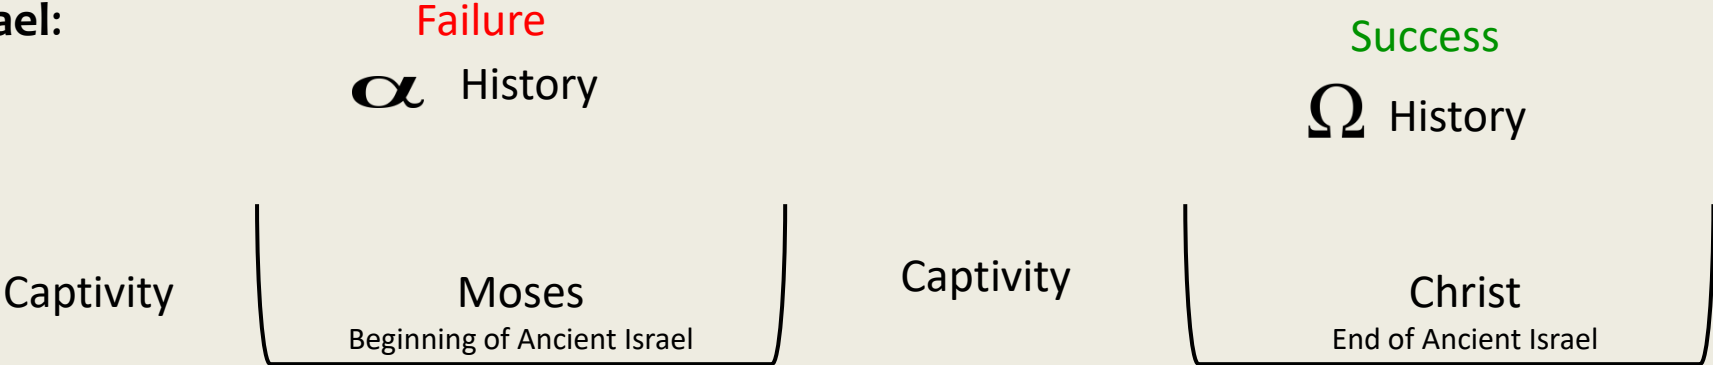 ael:
Failure
α History
Success
Ω History
Captivity
Moses
Beginning of Ancient Israel
Captivity
Christ
End of Ancient Israel